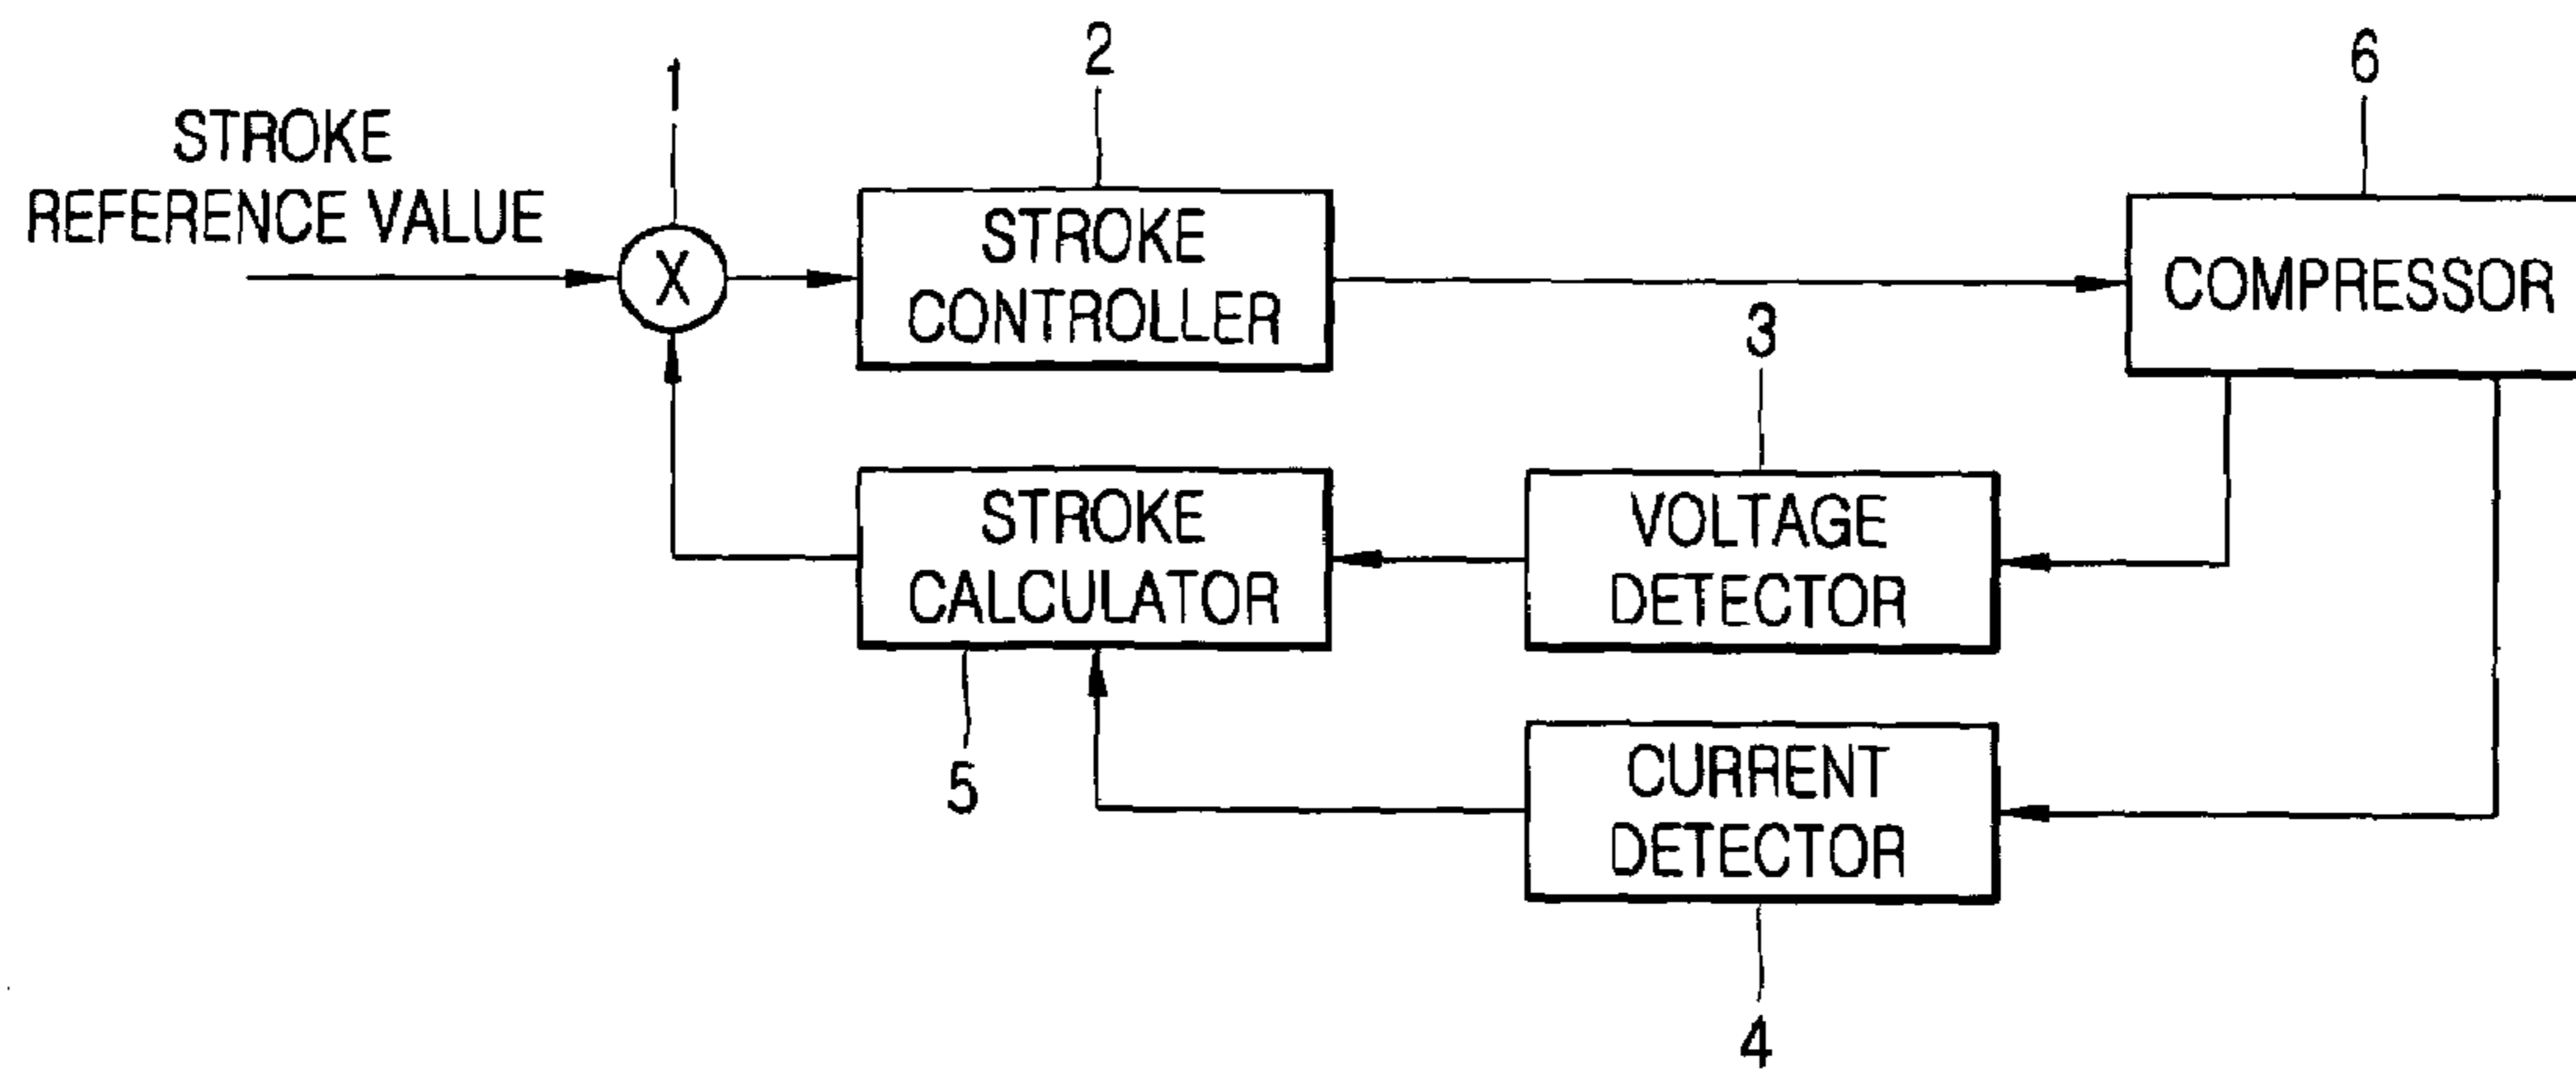 1
2
6
STROKE
REFERENCE VALUE
X
STROKE
CONTROLLER
COMPRESSOR
3
STROKE
CALCULATOR
VOLTAGE
DETECTOR
5
CURRENT
DETECTOR
4